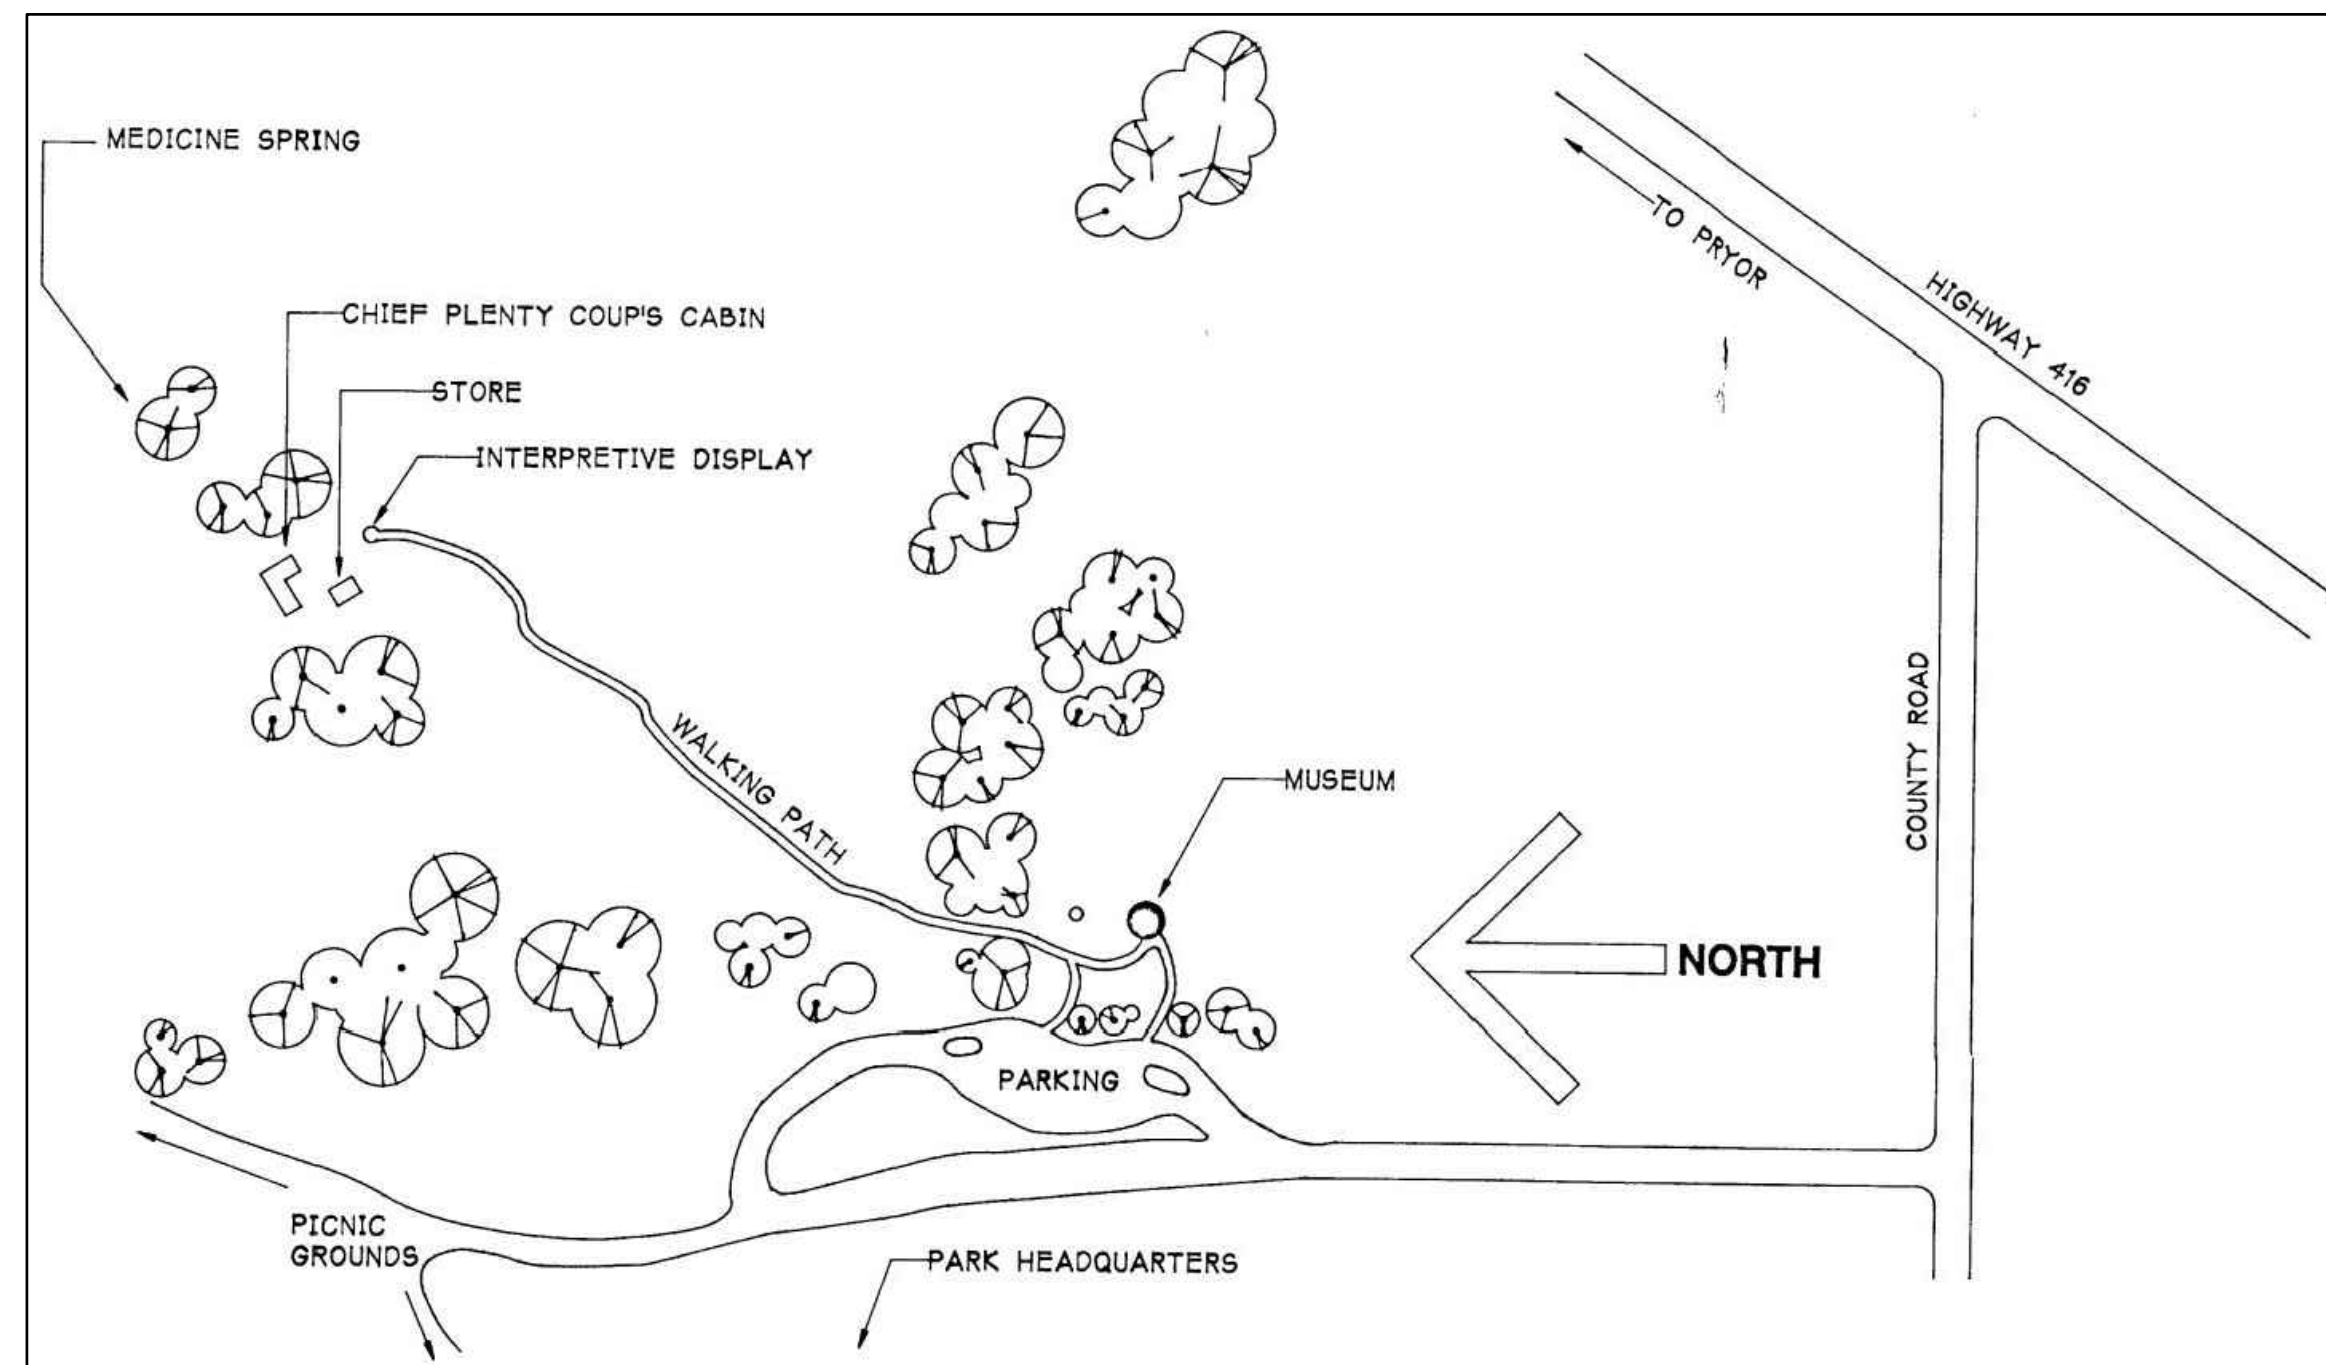 MEDICINE SPRING
TO PRYOR
HIGHWAY 416
CHIEF PLENTY COUP'S CABIN
STORE
INTERPRETIVE DISPLAY
WALKING PATH
COUNTY ROAD
MUSEUM
NORTH
PARKING
PICNIC
GROUNDS
PARK HEADQUARTERS